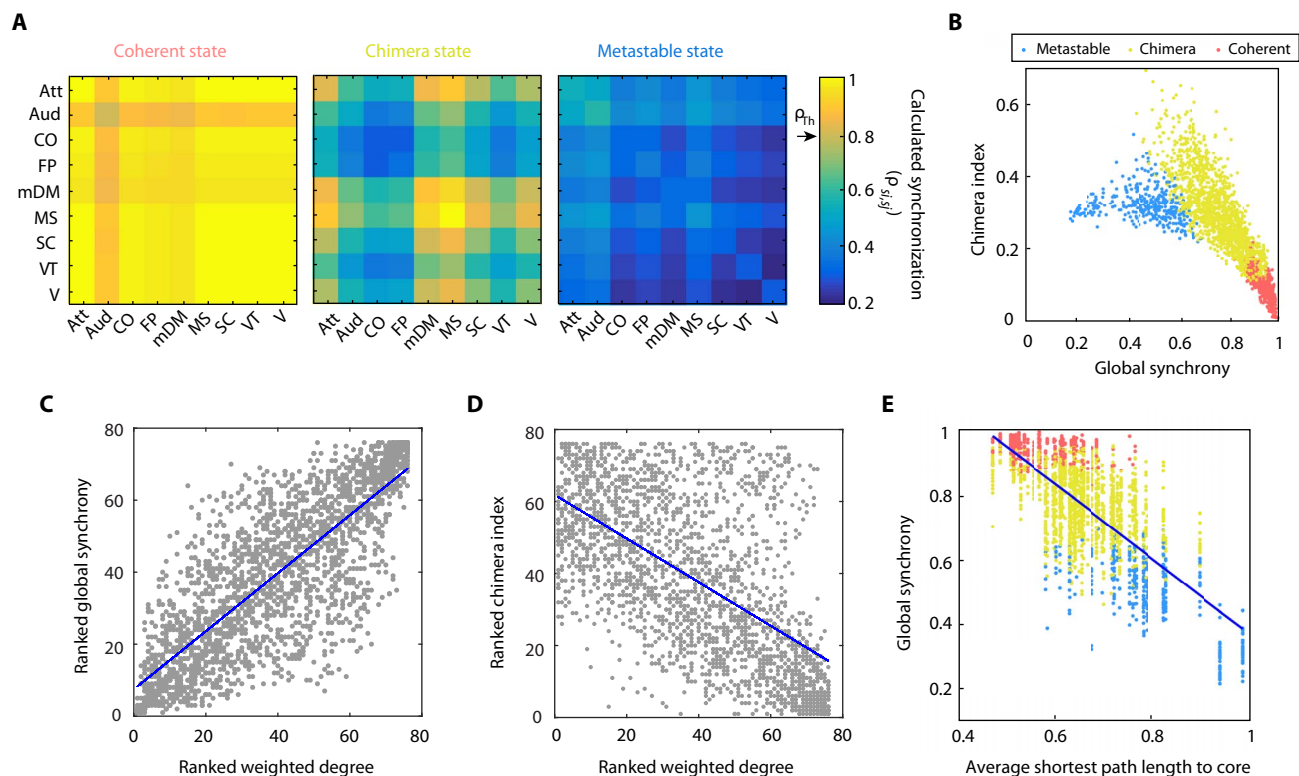 A
Coherent state
Chimera state
Metastable state
Att
Aud
CO
FP
mDM
MS
SC
VT
V
Att Aud CO FP mDM MS SC VT V
Att Aud CO FP mDM MS SC VT V
Att Aud CO FP mDM MS SC VT V
1
0.8
0.6
0.4
0.2
ρTh
Calculated synchronization
(ρsi,sj)
B
Metastable Chimera Coherent
Chimera index
0.6
0.4
0.2
0
0 0.2 0.4 0.6 0.8 1
Global synchrony
C
Ranked global synchrony
80
60
40
20
0
0 20 40 60 80
Ranked weighted degree
D
Ranked chimera index
80
60
40
20
0
0 20 40 60 80
Ranked weighted degree
E
Global synchrony
1
0.8
0.6
0.4
0.2
0.4 0.6 0.8 1
Average shortest path length to core